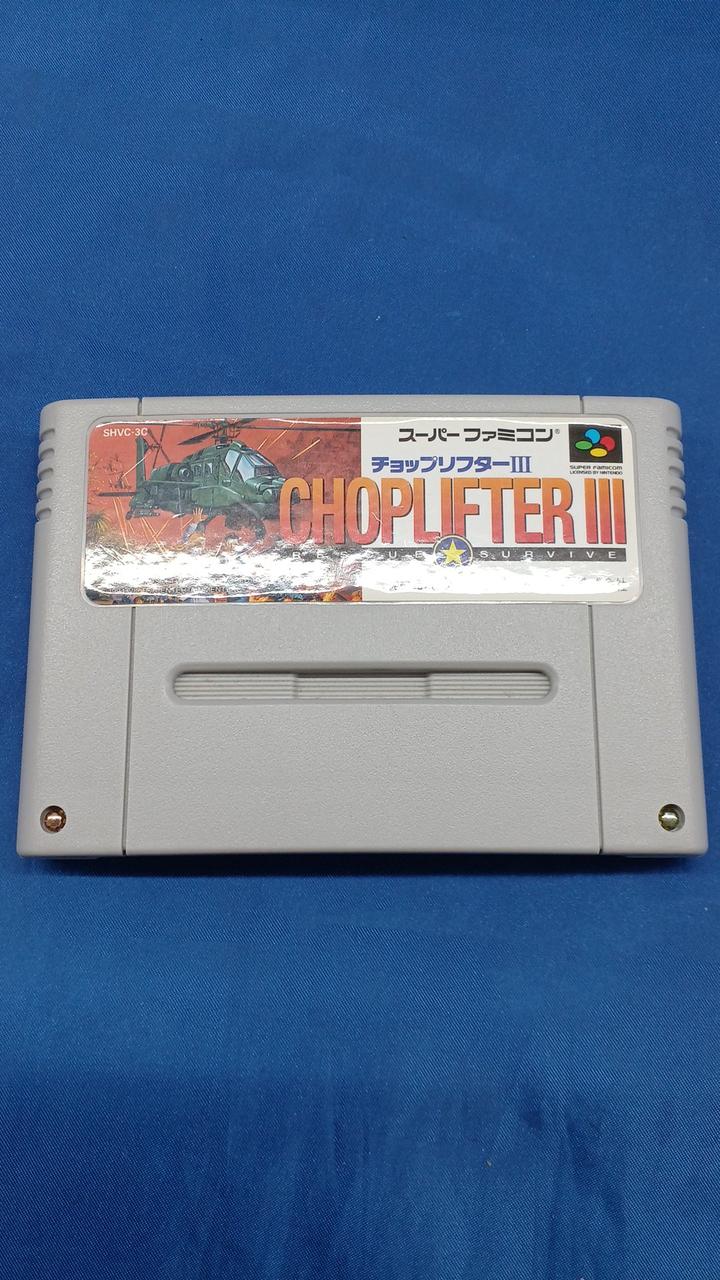 SHVC-3C
スーパーファミコン®
SUPER FAMICOM
LICENSED BY NINTENDO
チョップリフターIII
CHOPLIFTER III
SURVIVE